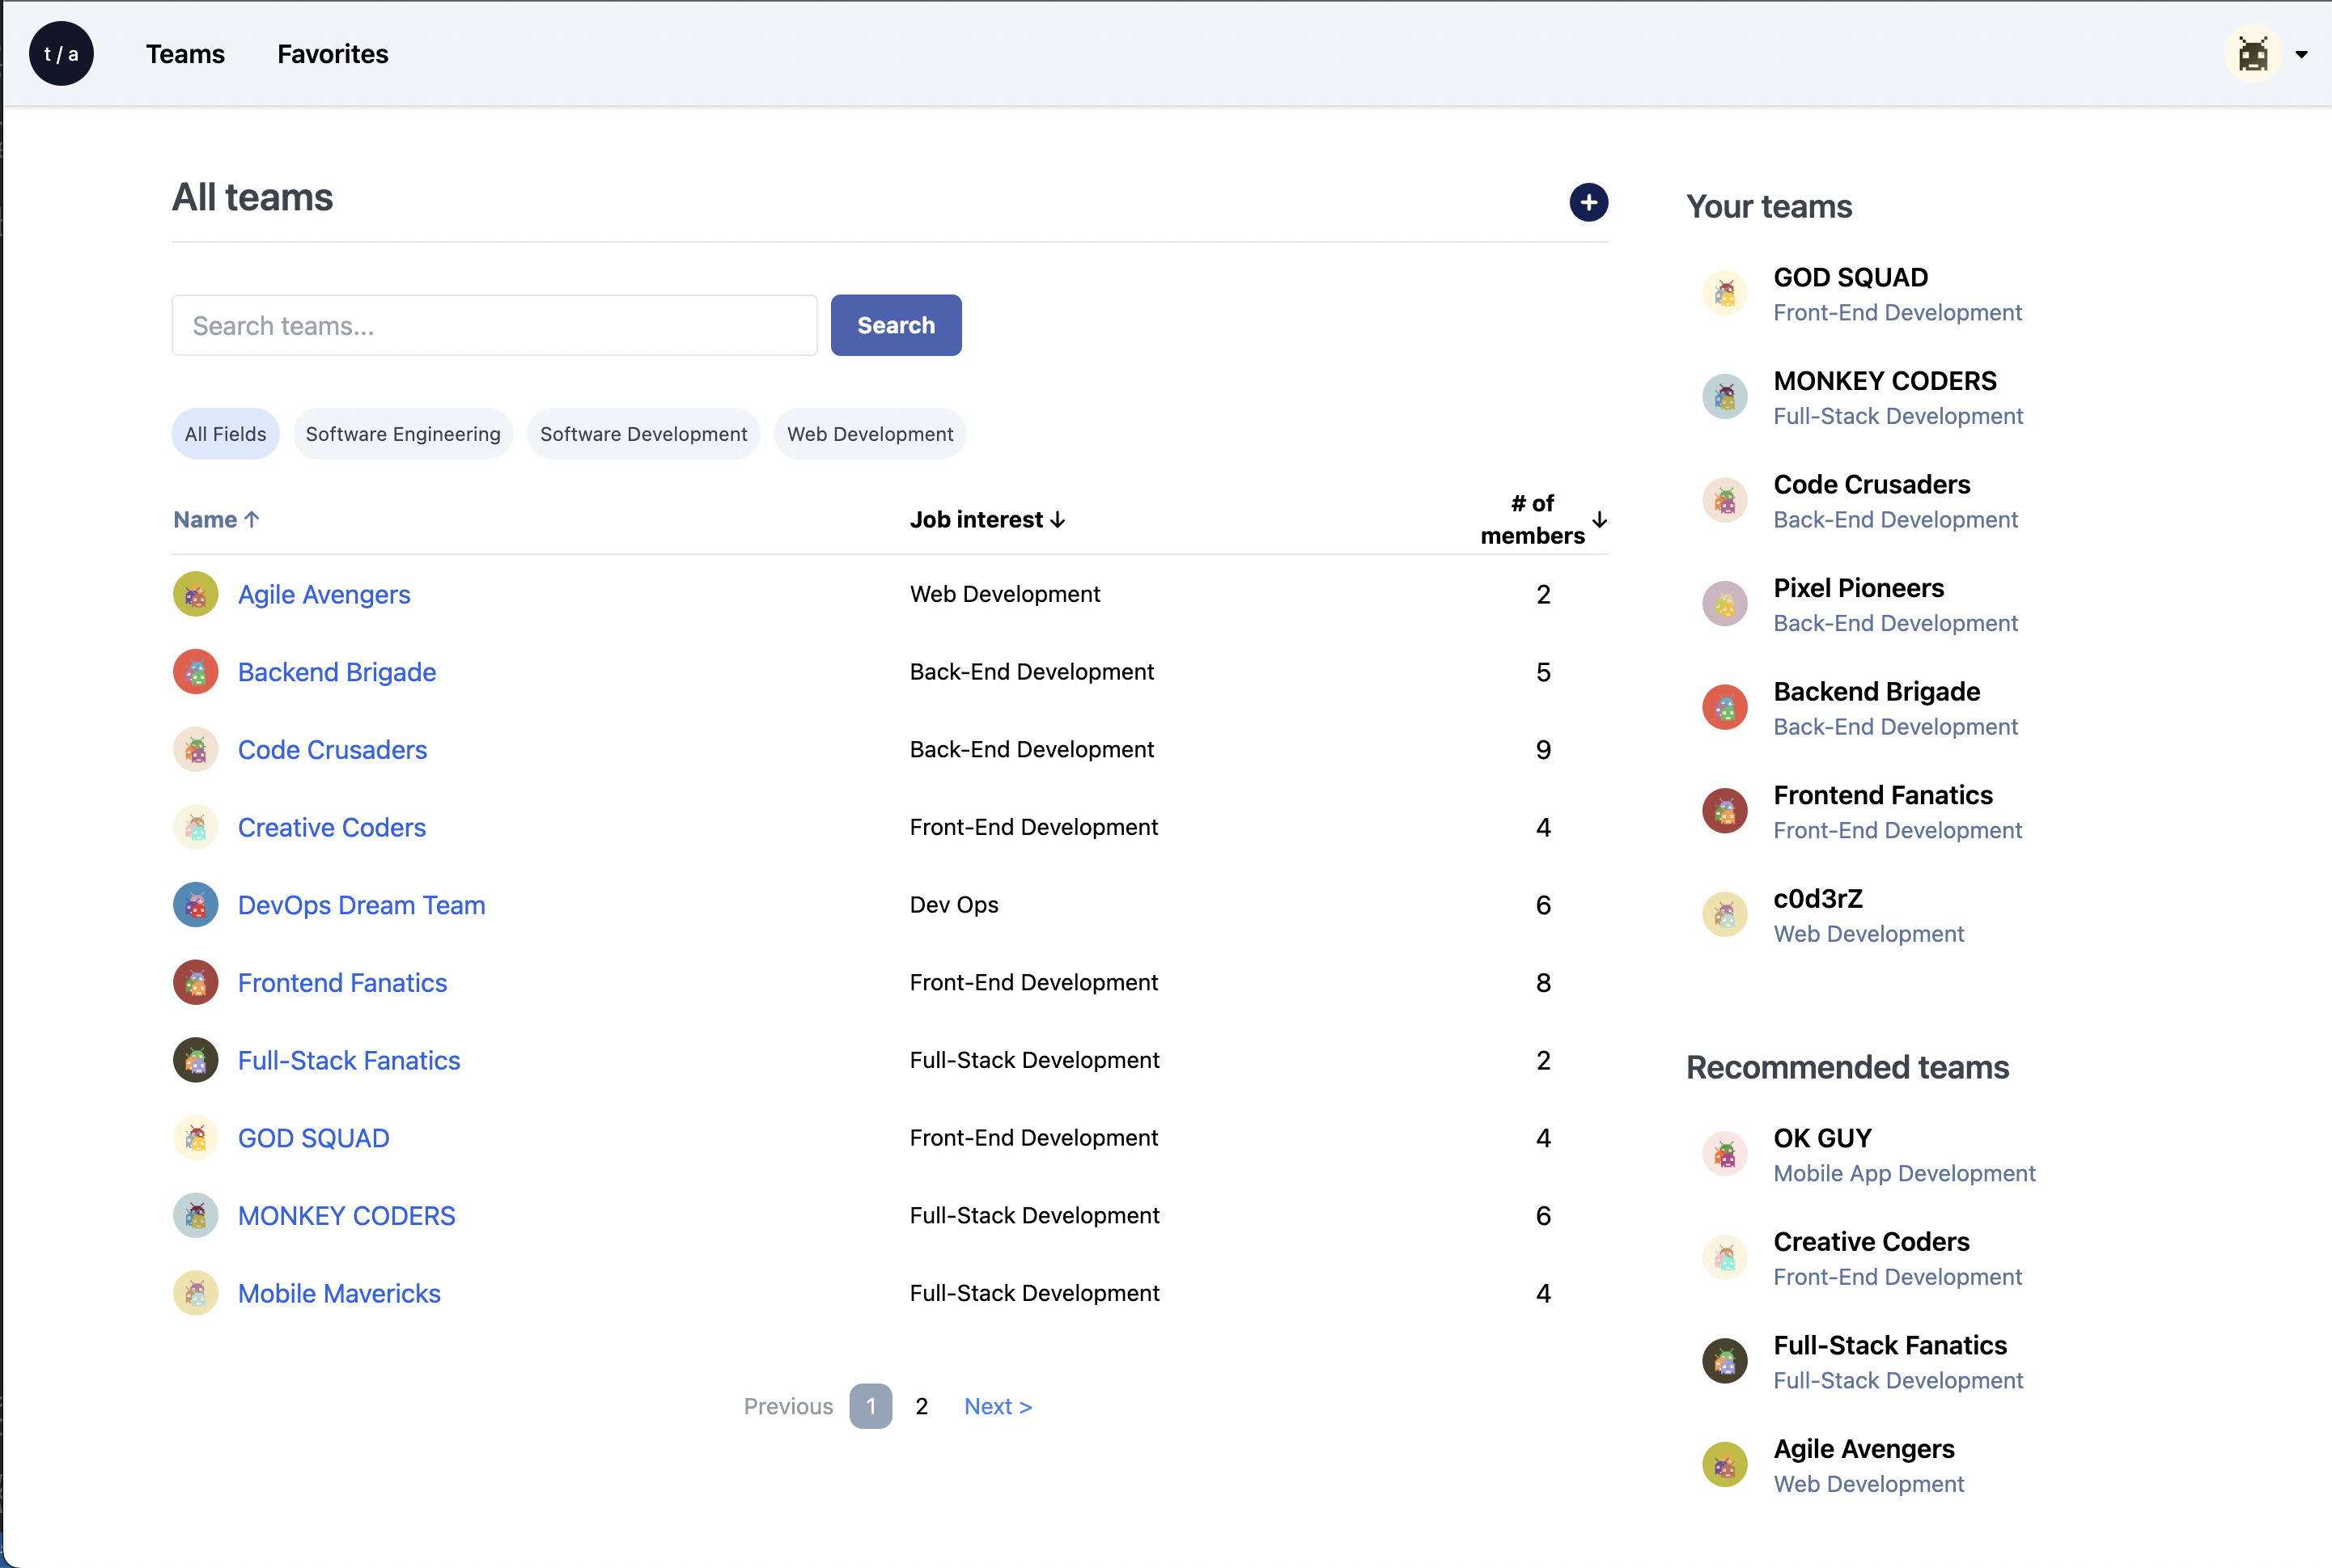 t / a
Teams
Favorites
All teams
+
Search teams...
Search
All Fields
Software Engineering
Software Development
Web Development
Name ↑
Job interest ↓
# of
members ↓
Agile Avengers
Web Development
2
Backend Brigade
Back-End Development
5
Code Crusaders
Back-End Development
9
Creative Coders
Front-End Development
4
DevOps Dream Team
Dev Ops
6
Frontend Fanatics
Front-End Development
8
Full-Stack Fanatics
Full-Stack Development
2
GOD SQUAD
Front-End Development
4
MONKEY CODERS
Full-Stack Development
6
Mobile Mavericks
Full-Stack Development
4
Previous
1
2
Next >
Your teams
GOD SQUAD
Front-End Development
MONKEY CODERS
Full-Stack Development
Code Crusaders
Back-End Development
Pixel Pioneers
Back-End Development
Backend Brigade
Back-End Development
Frontend Fanatics
Front-End Development
c0d3rZ
Web Development
Recommended teams
OK GUY
Mobile App Development
Creative Coders
Front-End Development
Full-Stack Fanatics
Full-Stack Development
Agile Avengers
Web Development